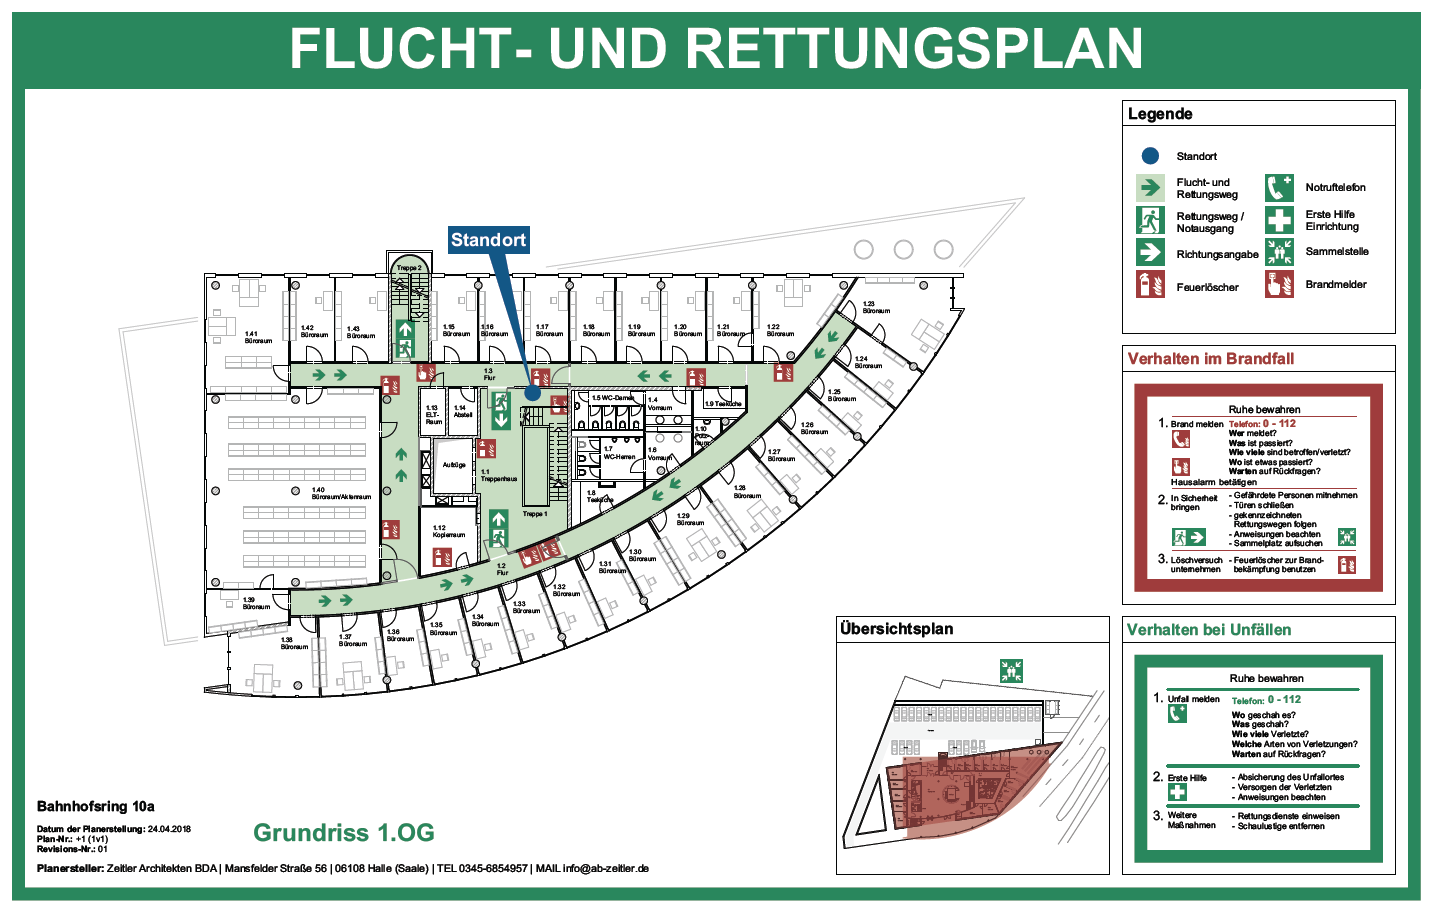 FLUCHT- UND RETTUNGSPLAN
Legende
Standort
Flucht- und
Rettungsweg
Notruftelefon
Rettungsweg /
Notausgang
Erste Hilfe
Einrichtung
Richtungsangabe
Sammelstelle
Feuerlöscher
Brandmelder
Standort
Treppe 2
1.41
Büroraum
1.42
Büroraum
1.43
Büroraum
1.15
Büroraum
1.16
Büroraum
1.17
Büroraum
1.18
Büroraum
1.19
Büroraum
1.20
Büroraum
1.21
Büroraum
1.22
Büroraum
1.23
Büroraum
1.24
Büroraum
1.25
Büroraum
1.26
Büroraum
1.27
Büroraum
1.28
Büroraum
1.29
Büroraum
1.30
Büroraum
1.31
Büroraum
1.32
Büroraum
1.33
Büroraum
1.34
Büroraum
1.35
Büroraum
1.36
Büroraum
1.37
Büroraum
1.38
Büroraum
1.39
Büroraum
1.40
Büroraum/Aktenraum
1.3
Flur
1.13
ELT-
Raum
1.14
Abstell
Aufzüge
1.1
Treppenhaus
Treppe 1
1.12
Kopierraum
1.2
Flur
1.5 WC-Damen
1.4
Vorraum
1.9 Teeküche
1.10
Putz-
raum
1.7
WC-Herren
1.6
Vorraum
1.8
Teeküche
Verhalten im Brandfall
Ruhe bewahren
1. Brand melden
Telefon: 0 - 112
Wer meldet?
Was ist passiert?
Wie viele sind betroffen/verletzt?
Wo ist etwas passiert?
Warten auf Rückfragen?
Hausalarm betätigen
2. In Sicherheit
bringen
- Gefährdete Personen mitnehmen
- Türen schließen
- gekennzeichneten
Rettungswegen folgen
- Anweisungen beachten
- Sammelplatz aufsuchen
3. Löschversuch
unternehmen
- Feuerlöscher zur Brand-
bekämpfung benutzen
Übersichtsplan
Verhalten bei Unfällen
Ruhe bewahren
1. Unfall melden
Telefon: 0 - 112
Wo geschah es?
Was geschah?
Wie viele Verletzte?
Welche Arten von Verletzungen?
Warten auf Rückfragen?
2. Erste Hilfe
- Absicherung des Unfallortes
- Versorgen der Verletzten
- Anweisungen beachten
3. Weitere
Maßnahmen
- Rettungsdienste einweisen
- Schaulustige entfernen
Bahnhofsring 10a
Datum der Planerstellung: 24.04.2018
Plan-Nr.: +1 (1v1)
Revisions-Nr.: 01
Grundriss 1.OG
Planersteller: Zeitler Architekten BDA | Mansfelder Straße 56 | 06108 Halle (Saale) | TEL 0345-6854957 | MAIL info@ab-zeitler.de